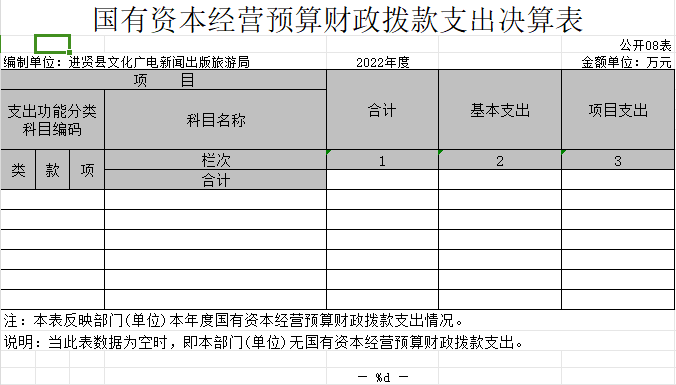 国有资本经营预算财政拨款支出决算表
公开08表
编制单位：进贤县文化广电新闻出版旅游局 2022年度 金额单位：万元
项 目
支出功能分类科目编码 科目名称 合计 基本支出 项目支出
类 款 项 栏次 1 2 3
合计
注：本表反映部门(单位)本年度国有资本经营预算财政拨款支出情况。
说明：当此表数据为空时，即本部门(单位)无国有资本经营预算财政拨款支出。
— %d —